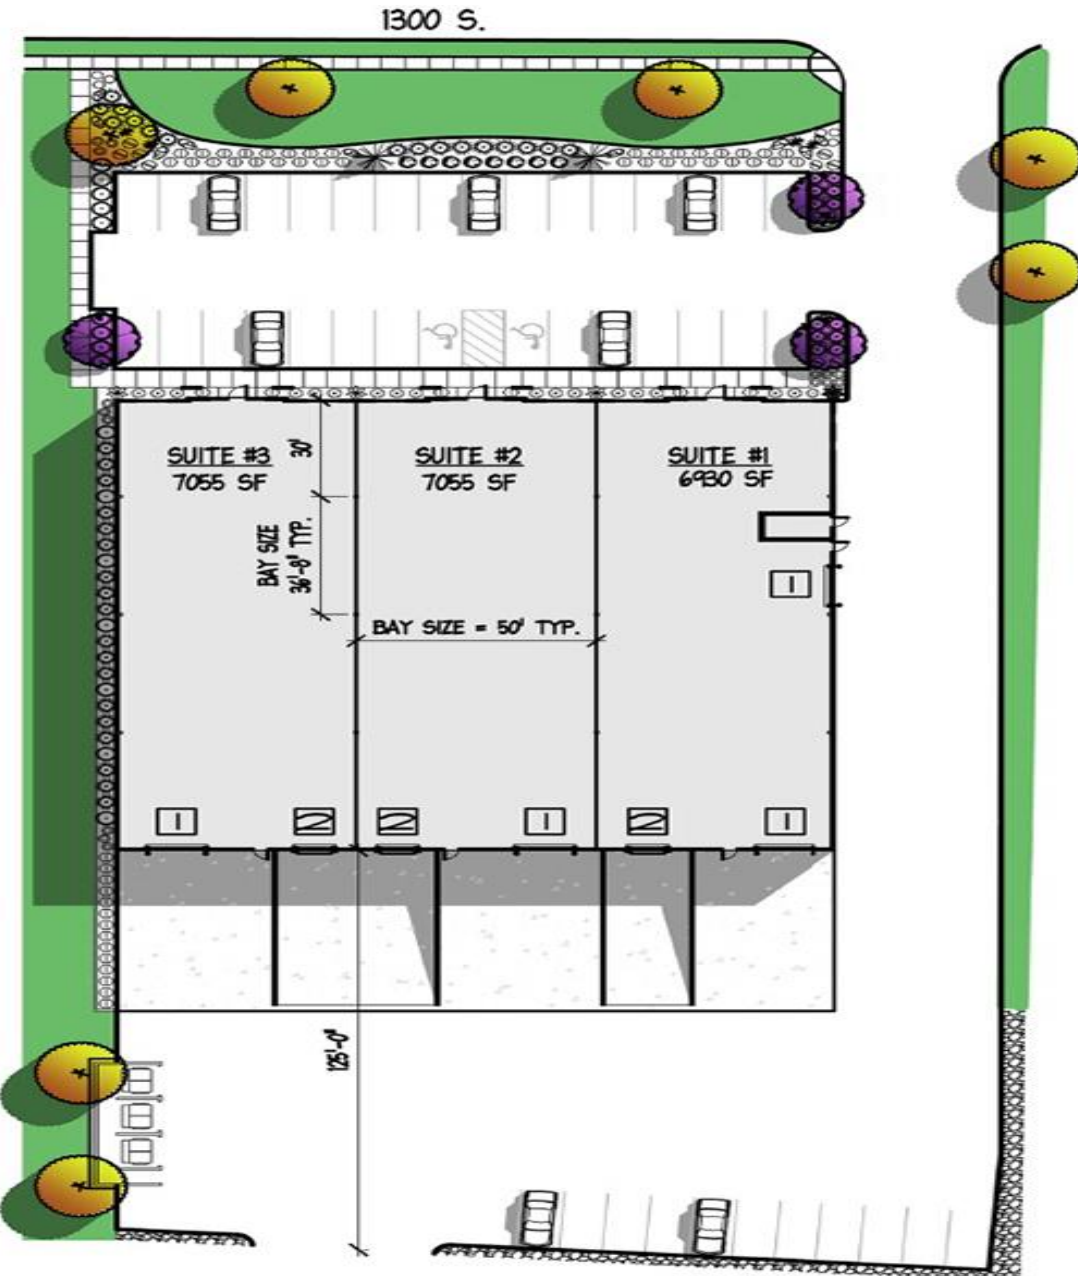 1300 S.
SUITE #3
7055 SF
30'
SUITE #2
7055 SF
SUITE #1
6930 SF
BAY SIZE
36'-8" TYP.
1
BAY SIZE = 50' TYP.
1
2
2
1
2
1
125'-0"